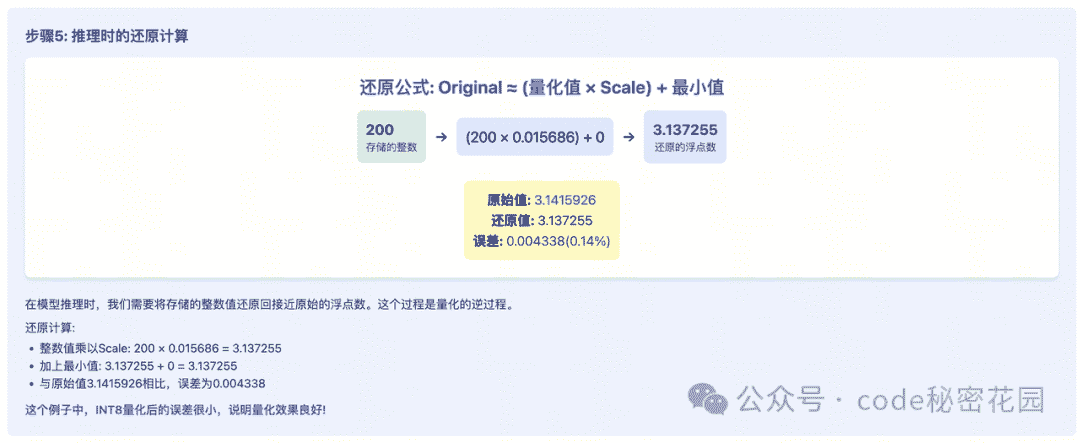 步骤5: 推理时的还原计算
还原公式: Original ≈ (量化值 × Scale) + 最小值
200
存储的整数
→
(200 × 0.015686) + 0
→
3.137255
还原的浮点数
原始值: 3.1415926
还原值: 3.137255
误差: 0.004338(0.14%)
在模型推理时，我们需要将存储的整数值还原回接近原始的浮点数。这个过程是量化的逆过程。
还原计算:
• 整数值乘以Scale: 200 × 0.015686 = 3.137255
• 加上最小值: 3.137255 + 0 = 3.137255
• 与原始值3.1415926相比，误差为0.004338
这个例子中，INT8量化后的误差很小，说明量化效果良好!
公众号 · code秘密花园